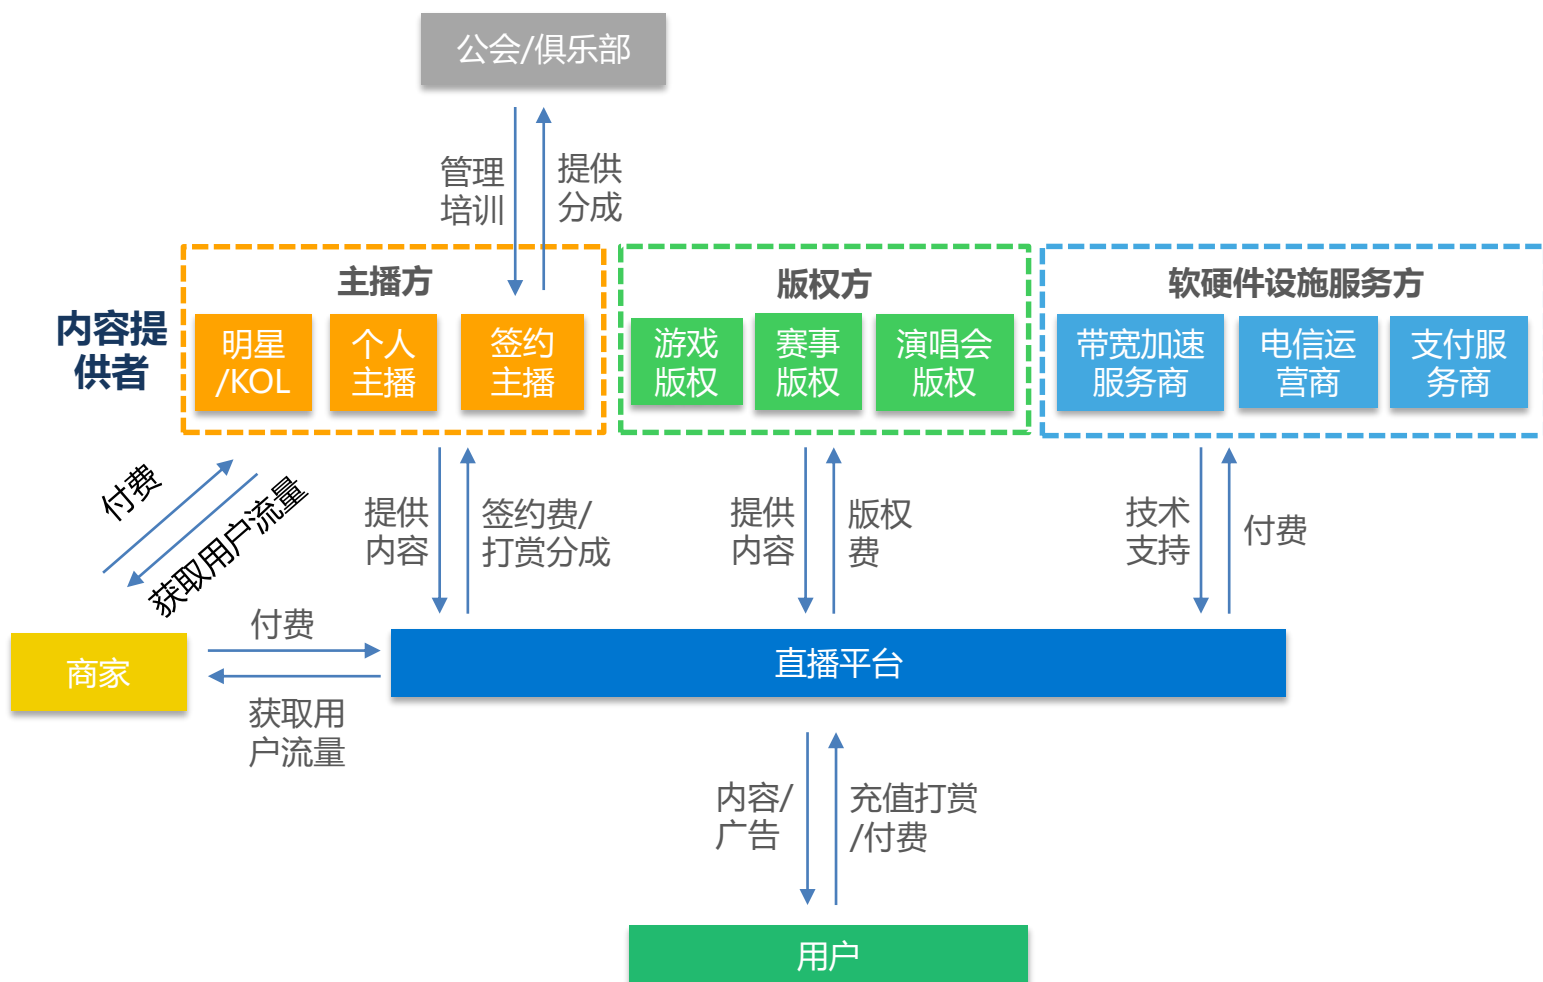 公会/俱乐部
管理
培训
提供
分成
内容提
供者
主播方
明星
/KOL
个人
主播
签约
主播
版权方
游戏
版权
赛事
版权
演唱会
版权
软硬件设施服务方
带宽加速
服务商
电信运
营商
支付服
务商
付费
获取用户流量
提供
内容
签约费/
打赏分成
提供
内容
版权
费
技术
支持
付费
商家
付费
获取用
户流量
直播平台
内容/
广告
充值打赏
/付费
用户